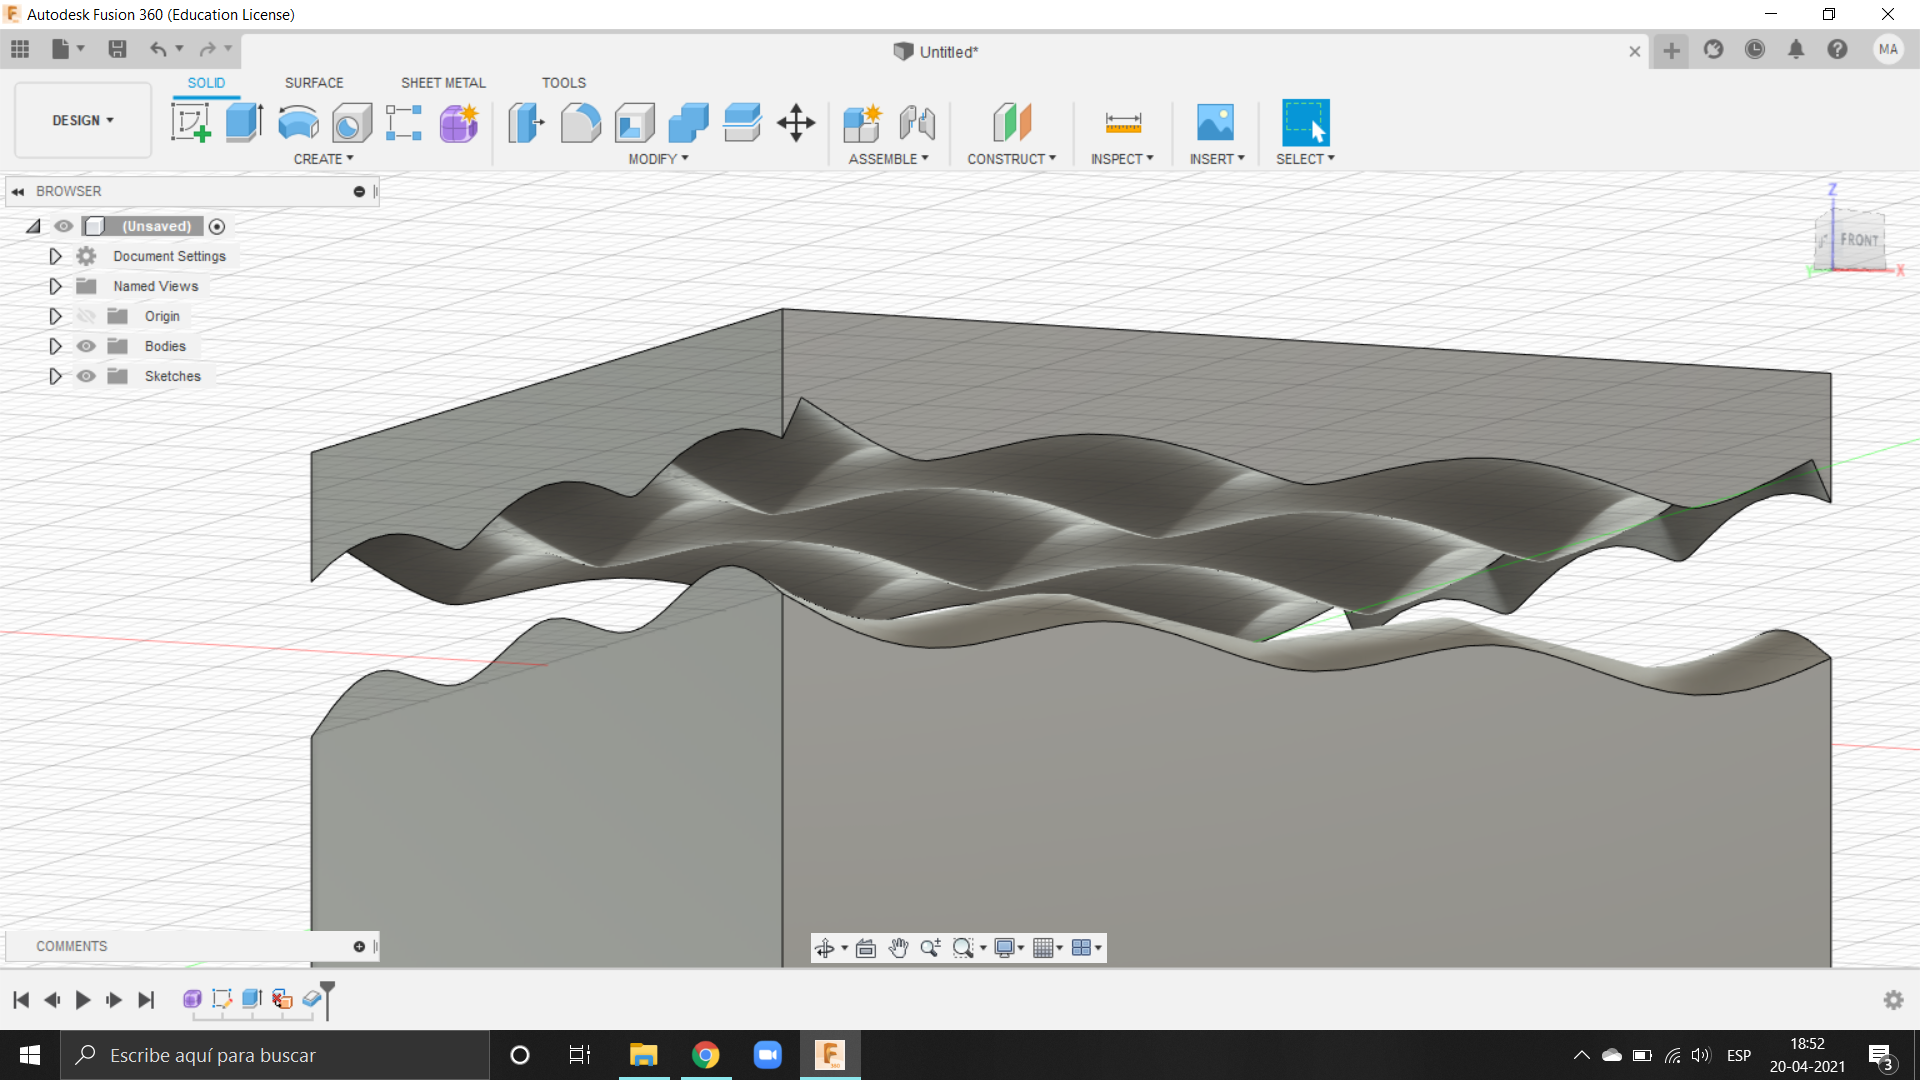 Autodesk Fusion 360 (Education License)
Untitled*
MA
SOLID SURFACE SHEET METAL TOOLS
DESIGN
CREATE MODIFY ASSEMBLE CONSTRUCT INSPECT INSERT SELECT
BROWSER
(Unsaved)
Document Settings
Named Views
Origin
Bodies
Sketches
Z
FRONT
Y
X
COMMENTS
Escribe aquí para buscar
ESP
18:52
20-04-2021
3